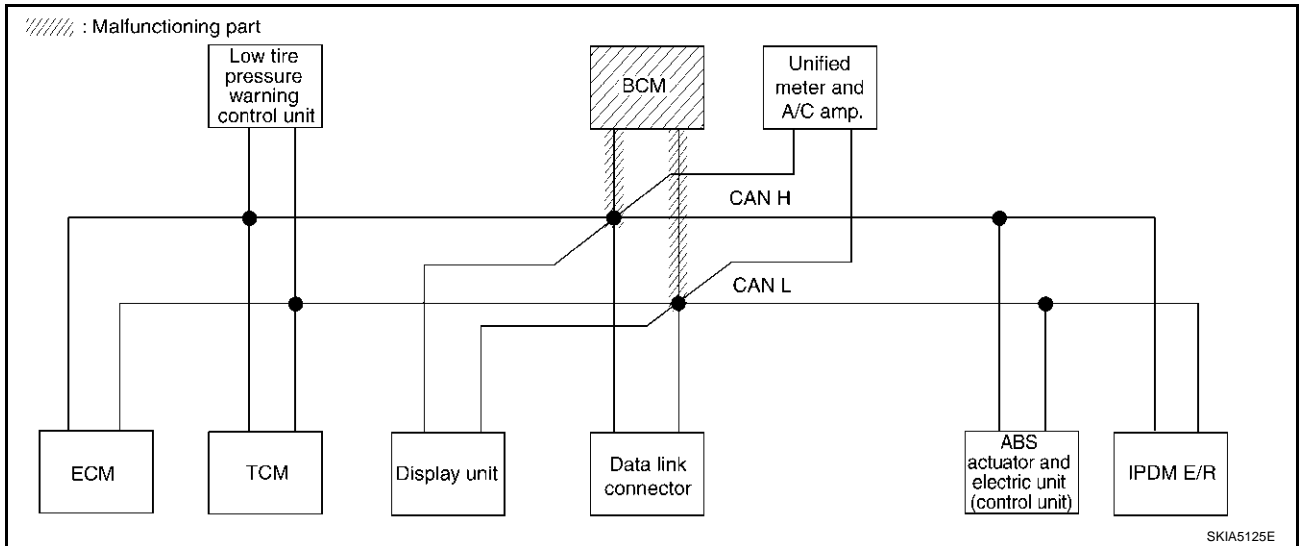 : Malfunctioning part
Low tire
pressure
warning
control unit
BCM
Unified
meter and
A/C amp.
CAN H
CAN L
ECM
TCM
Display unit
Data link
connector
ABS
actuator and
electric unit
(control unit)
IPDM E/R
SKIA5125E